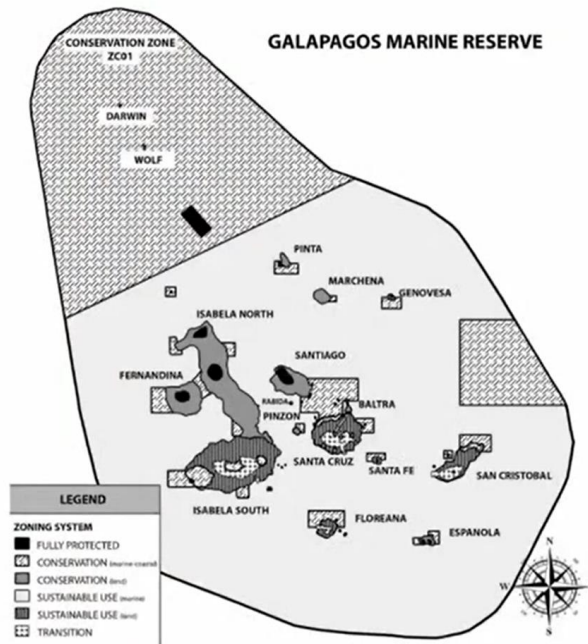 GALAPAGOS MARINE RESERVE
CONSERVATION ZONE
ZC01
DARWIN
WOLF
PINTA
MARCHENA
GENOVESA
ISABELA NORTH
SANTIAGO
FERNANDINA
RABIDA
BALTRA
PINZON
SANTA CRUZ
SANTA FE
SAN CRISTOBAL
ISABELA SOUTH
FLOREANA
ESPANOLA
LEGEND
ZONING SYSTEM
FULLY PROTECTED
CONSERVATION (marine-coastal)
CONSERVATION (land)
SUSTAINABLE USE (marine)
SUSTAINABLE USE (land)
TRANSITION
N
W E
S